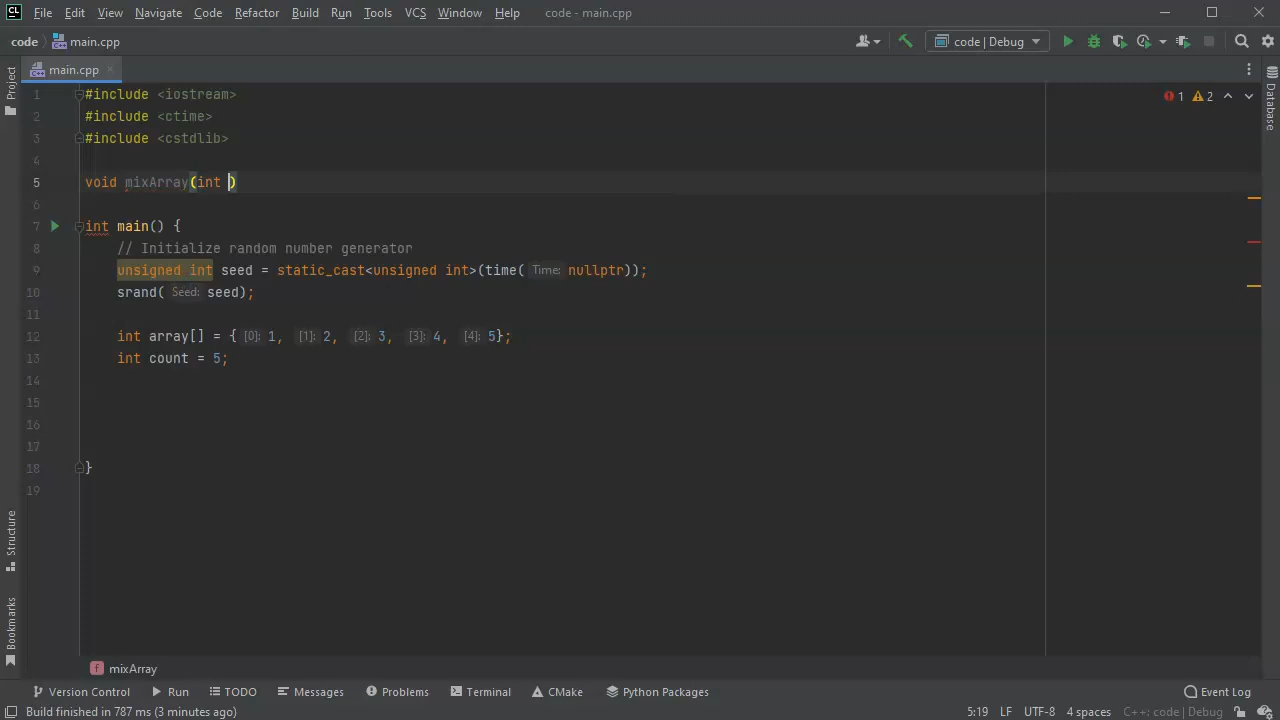 File Edit View Navigate Code Refactor Build Run Tools VCS Window Help code - main.cpp
code main.cpp code | Debug
main.cpp
Project
Database
1 #include <iostream>
2 #include <ctime>
3 #include <cstdlib>
4
5 void mixArray(int )
6
7 int main() {
8 // Initialize random number generator
9 unsigned int seed = static_cast<unsigned int>(time( Time: nullptr));
10 srand( Seed: seed);
11
12 int array[] = { [0]: 1, [1]: 2, [2]: 3, [3]: 4, [4]: 5};
13 int count = 5;
14
15
16
17
18 }
19
1 2
Structure
Bookmarks
f mixArray
Version Control Run TODO Messages Problems Terminal CMake Python Packages Event Log
Build finished in 787 ms (3 minutes ago) 5:19 LF UTF-8 4 spaces C++: code | Debug